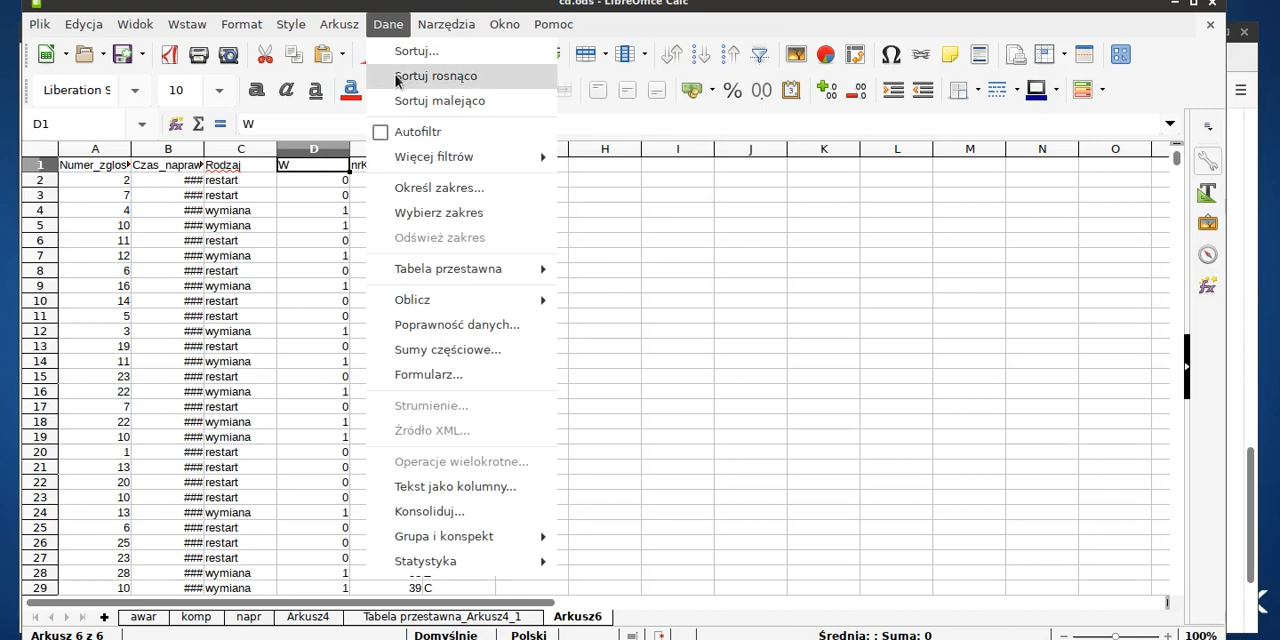 cd.ods - LibreOffice Calc
Plik Edycja Widok Wstaw Format Style Arkusz Dane Narzędzia Okno Pomoc
Liberation S 10
D1 W
Sortuj...
Sortuj rosnąco
Sortuj malejąco
Autofiltr
Więcej filtrów
Określ zakres...
Wybierz zakres
Odśwież zakres
Tabela przestawna
Oblicz
Poprawność danych...
Sumy częściowe...
Formularz...
Strumienie...
Źródło XML...
Operacje wielokrotne...
Tekst jako kolumny...
Konsoliduj...
Grupa i konspekt
Statystyka
A B C D H I J K L M N O
1 Numer_zglos Czas_napraw Rodzaj W
2 2 ### restart 0
3 7 ### restart 0
4 4 ### wymiana 1
5 10 ### wymiana 1
6 11 ### restart 0
7 12 ### wymiana 1
8 6 ### restart 0
9 16 ### wymiana 1
10 14 ### restart 0
11 5 ### restart 0
12 3 ### wymiana 1
13 19 ### restart 0
14 11 ### wymiana 1
15 23 ### restart 0
16 22 ### wymiana 1
17 7 ### restart 0
18 22 ### wymiana 1
19 10 ### wymiana 1
20 1 ### restart 0
21 13 ### restart 0
22 20 ### restart 0
23 10 ### restart 0
24 13 ### wymiana 1
25 6 ### restart 0
26 25 ### restart 0
27 23 ### restart 0
28 28 ### wymiana 1
29 10 ### wymiana 1 39 C
awar komp napr Arkusz4 Tabela przestawna_Arkusz4_1 Arkusz6
Arkusz 6 z 6 Domyślnie Polski Średnia: ; Suma: 0 100%